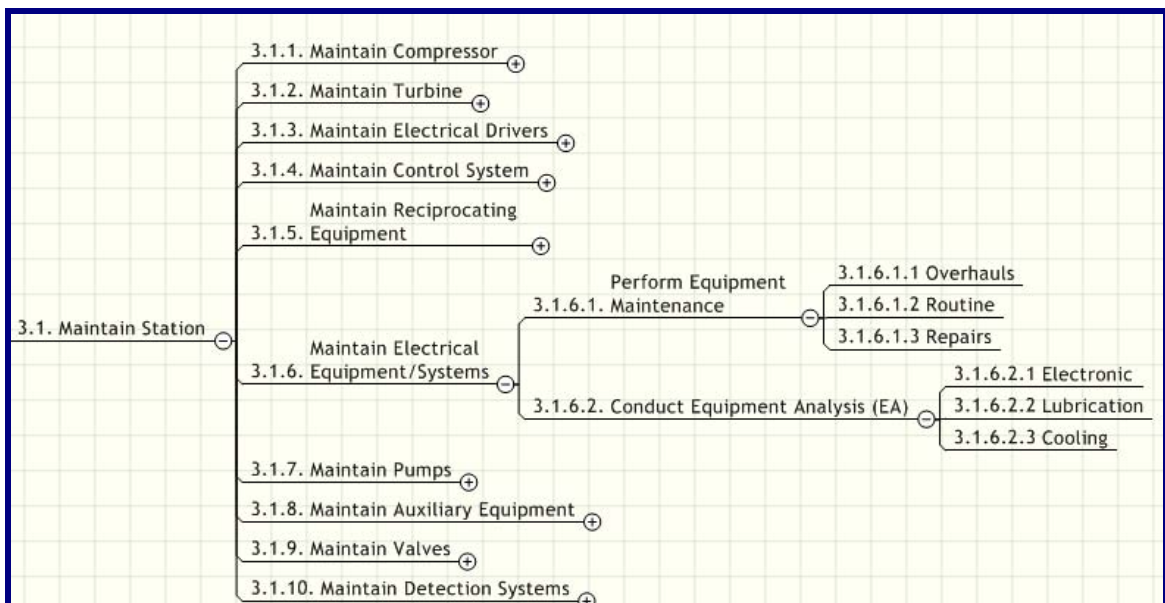 3.1.1. Maintain Compressor
3.1.2. Maintain Turbine
3.1.3. Maintain Electrical Drivers
3.1.4. Maintain Control System
Maintain Reciprocating
3.1.5. Equipment
3.1. Maintain Station
Maintain Electrical
3.1.6. Equipment/Systems
Perform Equipment
3.1.6.1. Maintenance
3.1.6.1.1 Overhauls
3.1.6.1.2 Routine
3.1.6.1.3 Repairs
3.1.6.2. Conduct Equipment Analysis (EA)
3.1.6.2.1 Electronic
3.1.6.2.2 Lubrication
3.1.6.2.3 Cooling
3.1.7. Maintain Pumps
3.1.8. Maintain Auxiliary Equipment
3.1.9. Maintain Valves
3.1.10. Maintain Detection Systems